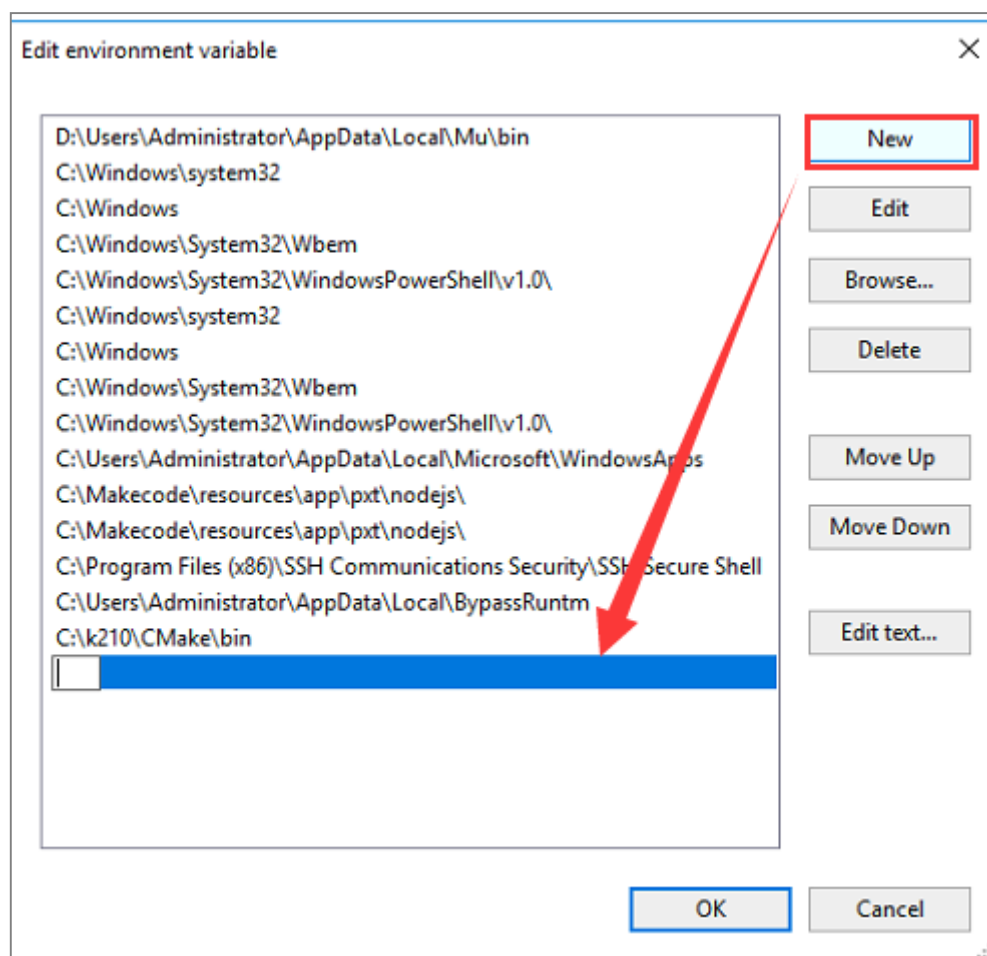 Edit environment variable
D:\Users\Administrator\AppData\Local\Mu\bin
C:\Windows\system32
C:\Windows
C:\Windows\System32\Wbem
C:\Windows\System32\WindowsPowerShell\v1.0\
C:\Windows\system32
C:\Windows
C:\Windows\System32\Wbem
C:\Windows\System32\WindowsPowerShell\v1.0\
C:\Users\Administrator\AppData\Local\Microsoft\WindowsApps
C:\Makecode\resources\app\pxt\nodejs\
C:\Makecode\resources\app\pxt\nodejs\
C:\Program Files (x86)\SSH Communications Security\SSH Secure Shell
C:\Users\Administrator\AppData\Local\BypassRuntm
C:\k210\CMake\bin
New
Edit
Browse...
Delete
Move Up
Move Down
Edit text...
OK
Cancel